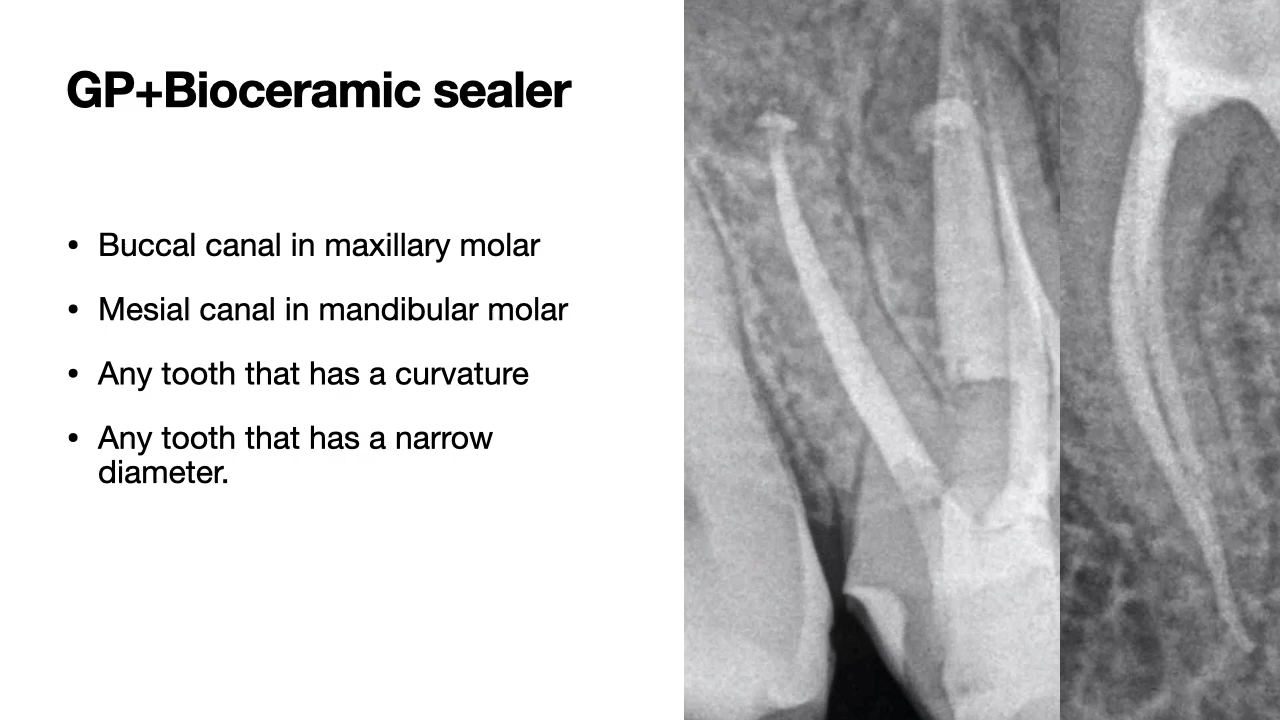 GP+Bioceramic sealer
• Buccal canal in maxillary molar
• Mesial canal in mandibular molar
• Any tooth that has a curvature
• Any tooth that has a narrow
diameter.